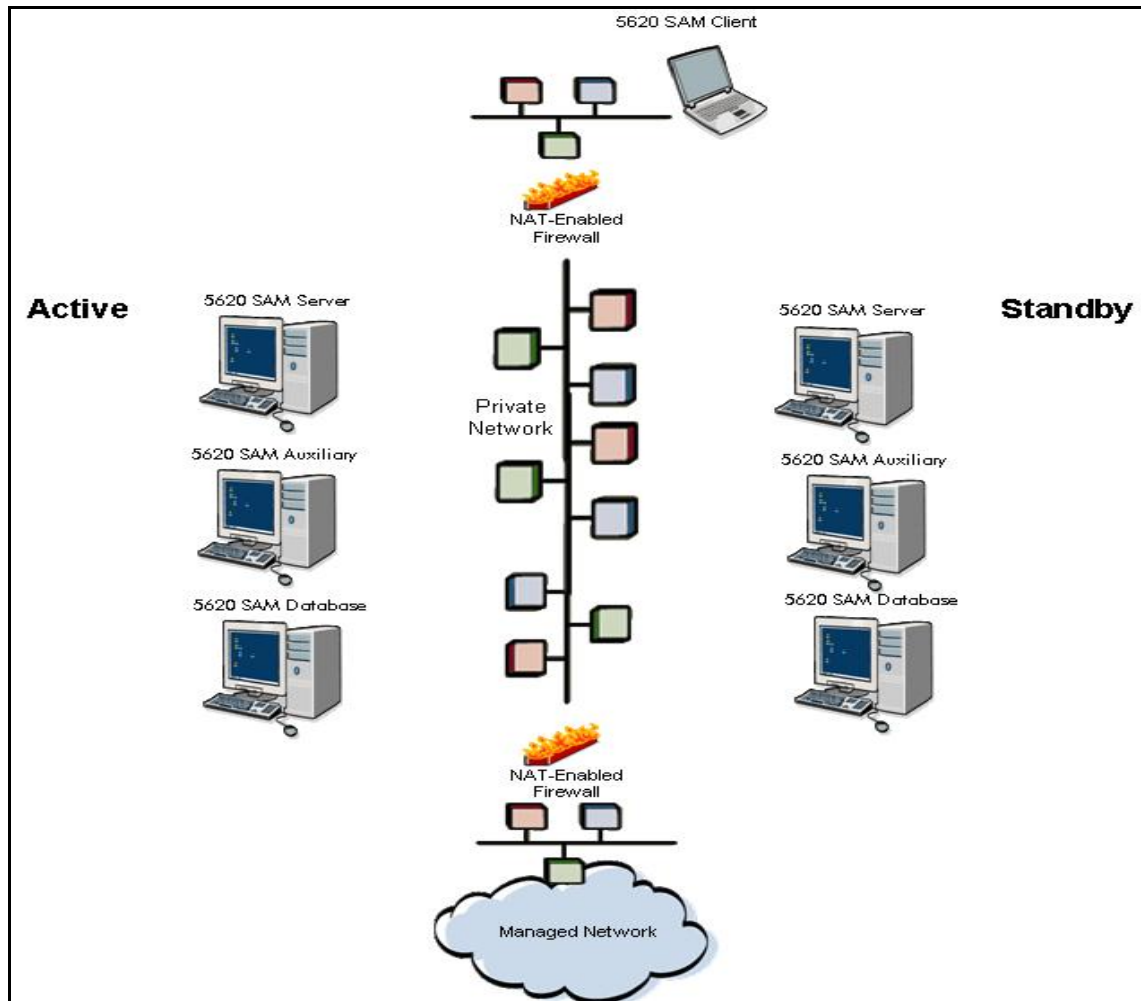 5620 SAM Client
NAT-Enabled
Firewall
Active
Standby
5620 SAM Server
5620 SAM Server
Private
Network
5620 SAM Auxiliary
5620 SAM Auxiliary
5620 SAM Database
5620 SAM Database
NAT-Enabled
Firewall
Managed Network